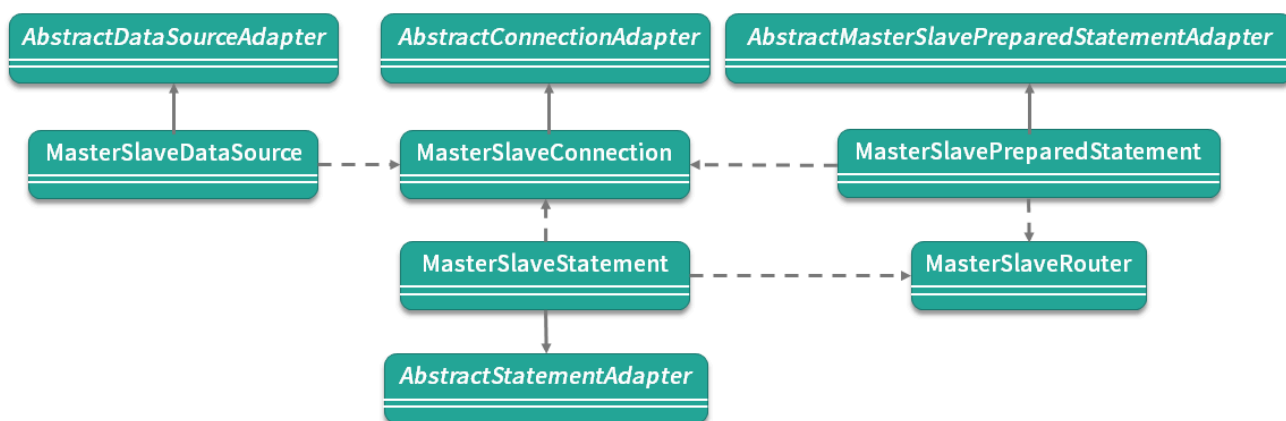 AbstractDataSourceAdapter
AbstractConnectionAdapter
AbstractMasterSlavePreparedStatementAdapter
MasterSlaveDataSource
MasterSlaveConnection
MasterSlavePreparedStatement
MasterSlaveStatement
MasterSlaveRouter
AbstractStatementAdapter